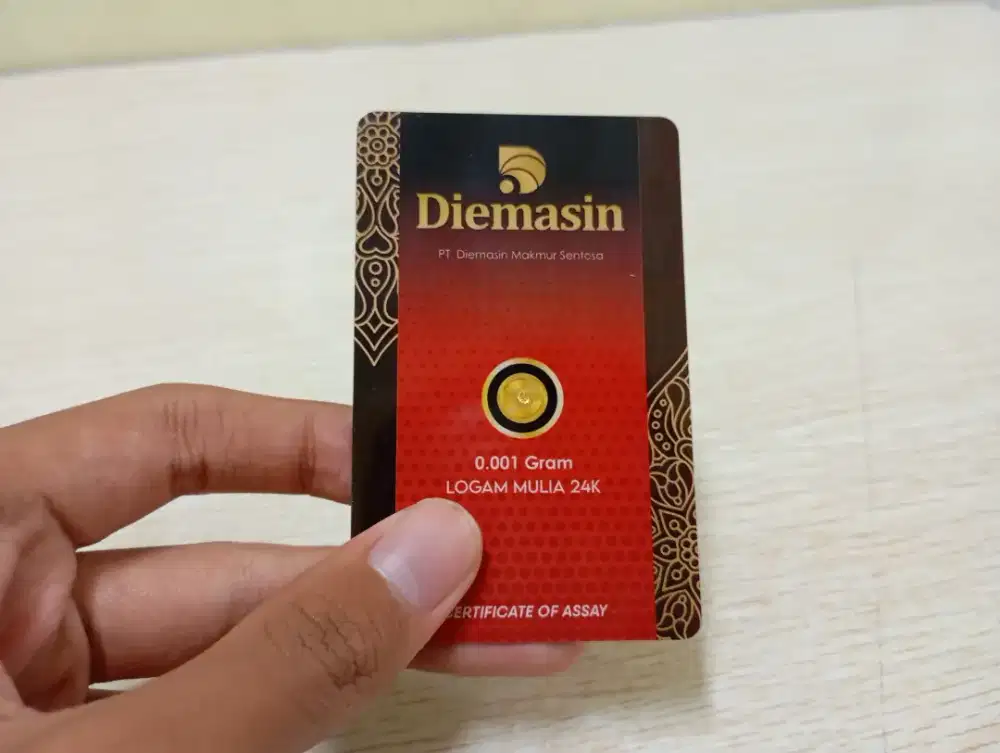 Diemasin
PT. Diemasin Makmur Sentosa
0.001 Gram
LOGAM MULIA 24K
ERTIFICATE OF ASSAY